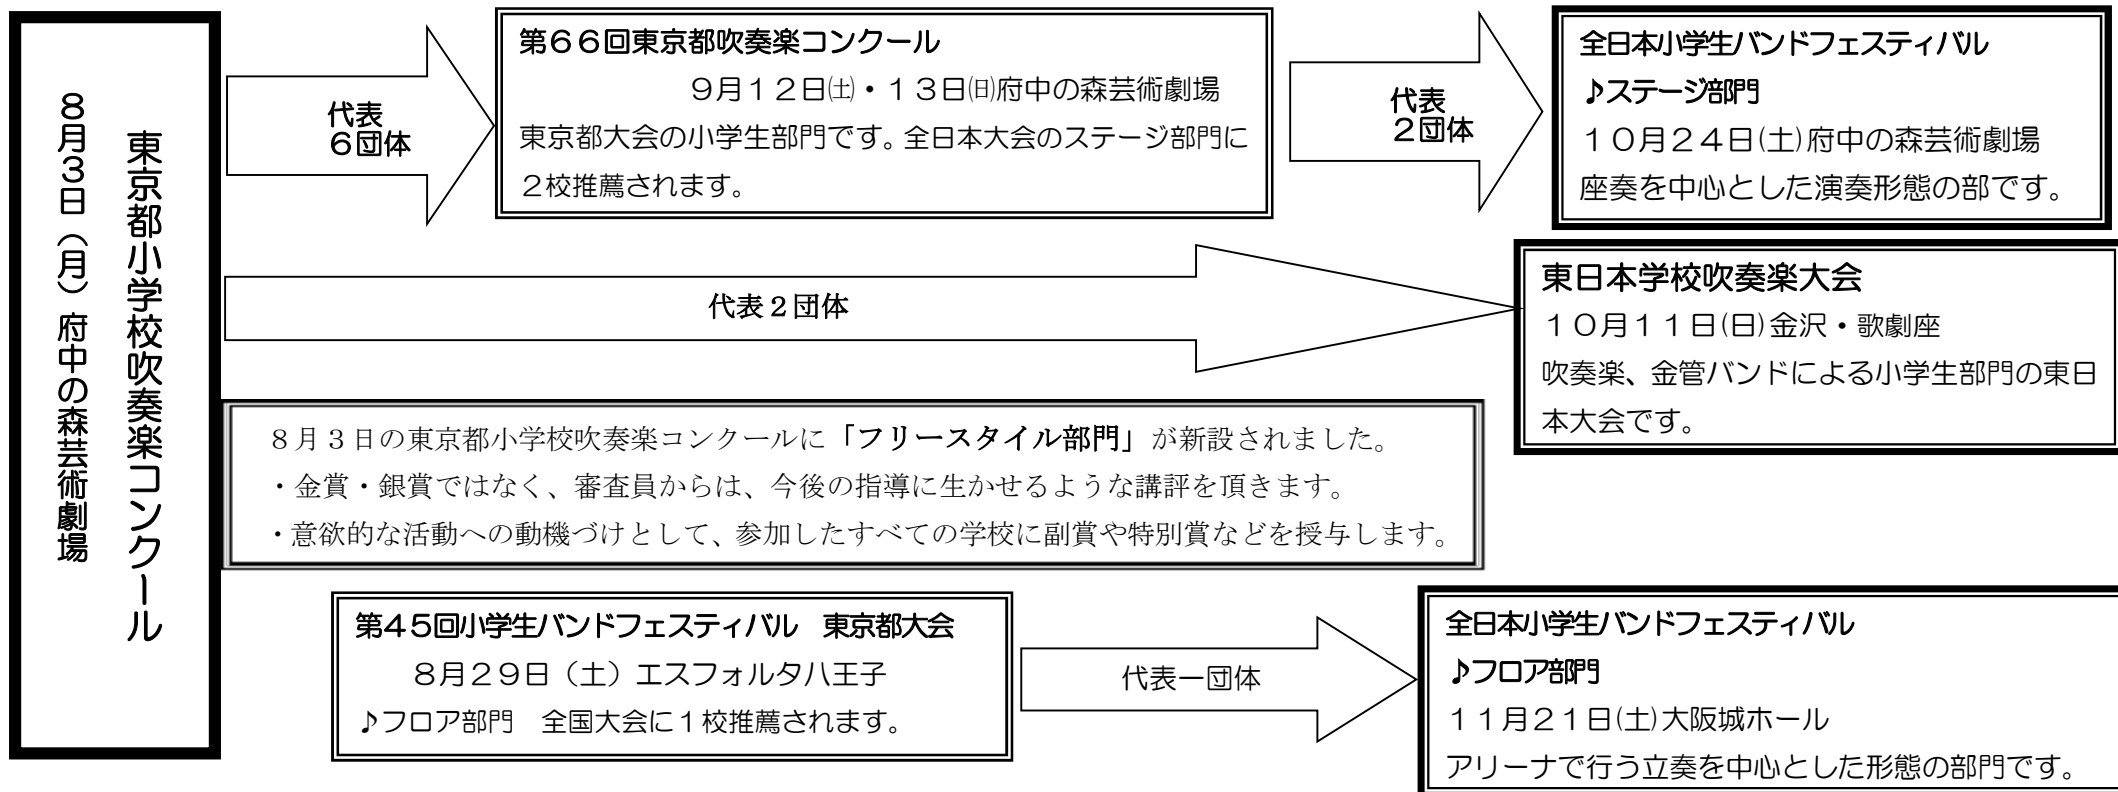 東京都小学校吹奏楽コンクール
８月３日（月）府中の森芸術劇場
代表
６団体
第６６回東京都吹奏楽コンクール
９月１２日㈯・１３日㈰府中の森芸術劇場
東京都大会の小学生部門です。全日本大会のステージ部門に
２校推薦されます。
代表
２団体
全日本小学生バンドフェスティバル
♪ステージ部門
１０月２４日(土)府中の森芸術劇場
座奏を中心とした演奏形態の部です。
代表２団体
東日本学校吹奏楽大会
１０月１１日(日)金沢・歌劇座
吹奏楽、金管バンドによる小学生部門の東日
本大会です。
８月３日の東京都小学校吹奏楽コンクールに「フリースタイル部門」が新設されました。
・金賞・銀賞ではなく、審査員からは、今後の指導に生かせるような講評を頂きます。
・意欲的な活動への動機づけとして、参加したすべての学校に副賞や特別賞などを授与します。
第４５回小学生バンドフェスティバル　東京都大会
８月２９日（土）エスフォルタ八王子
♪フロア部門　全国大会に１校推薦されます。
代表一団体
全日本小学生バンドフェスティバル
♪フロア部門
１１月２１日(土)大阪城ホール
アリーナで行う立奏を中心とした形態の部門です。